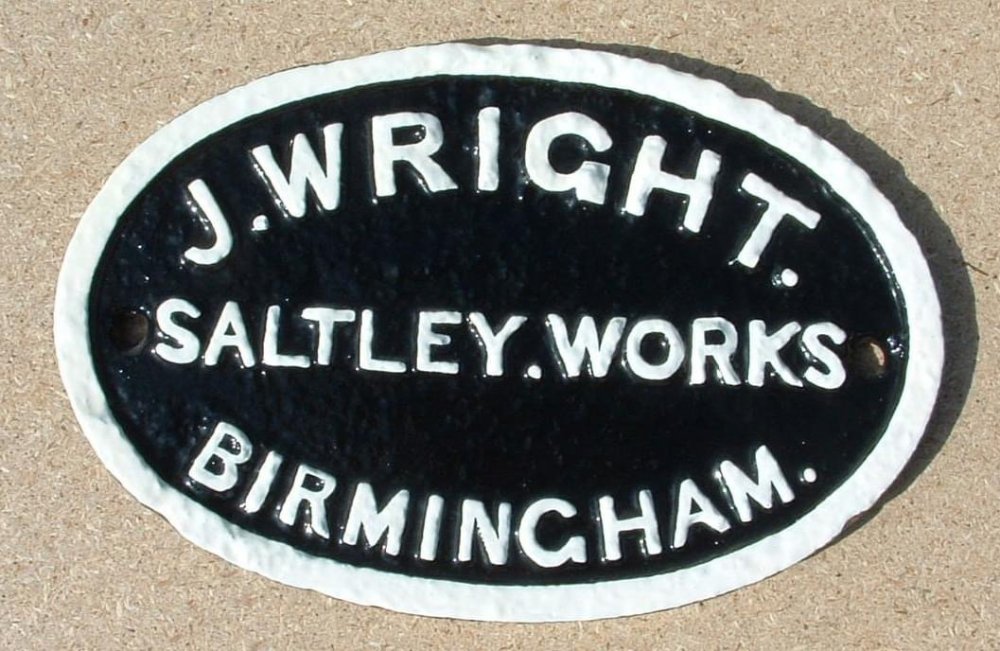 J. WRIGHT.
SALTLEY. WORKS
BIRMINGHAM.